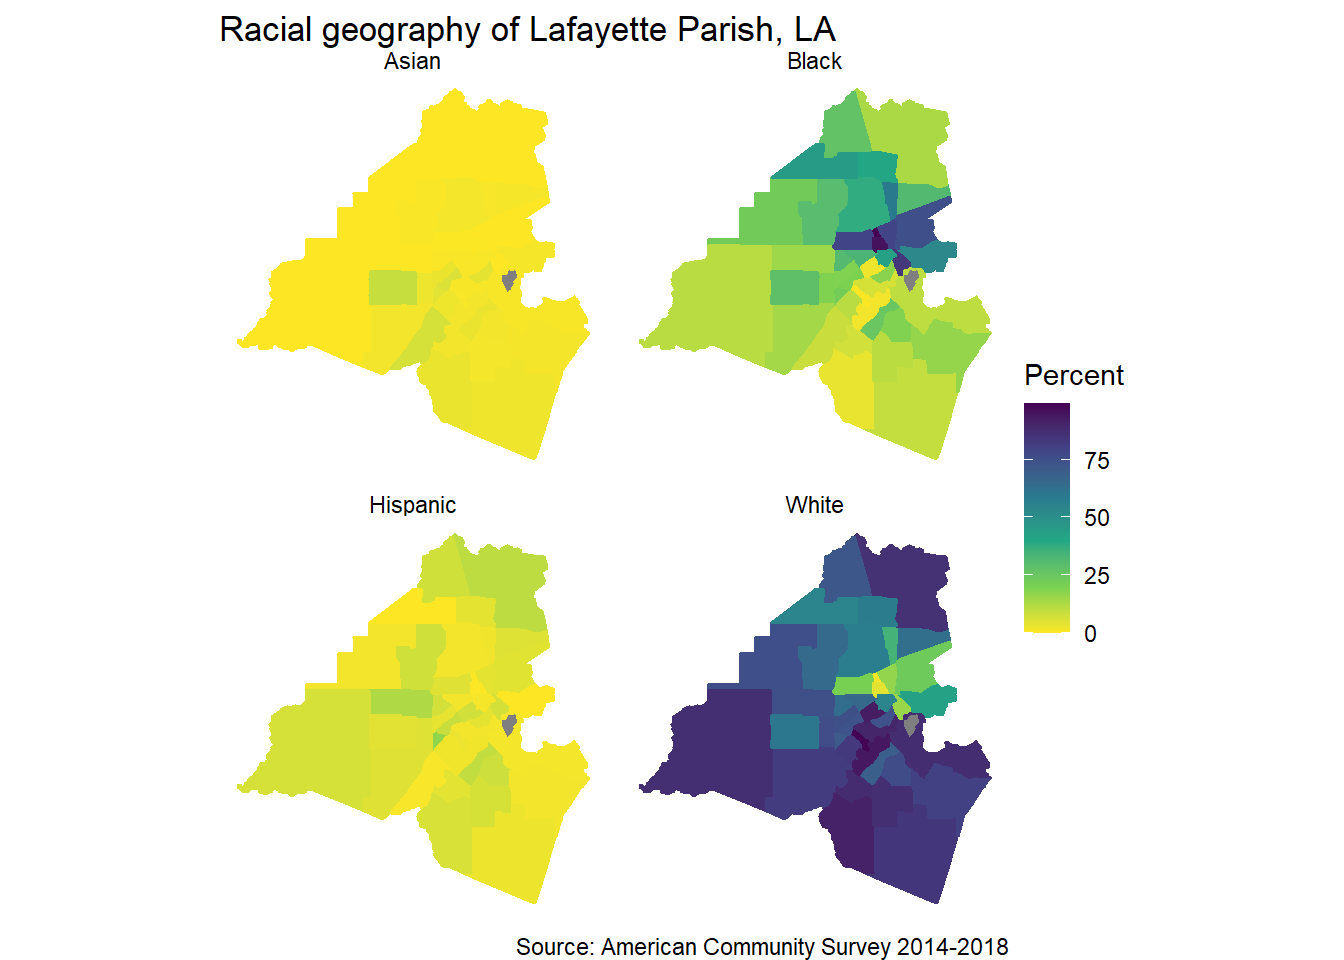 Racial geography of Lafayette Parish, LA
Asian
Black
Hispanic
White
Percent
75
50
25
0
Source: American Community Survey 2014-2018